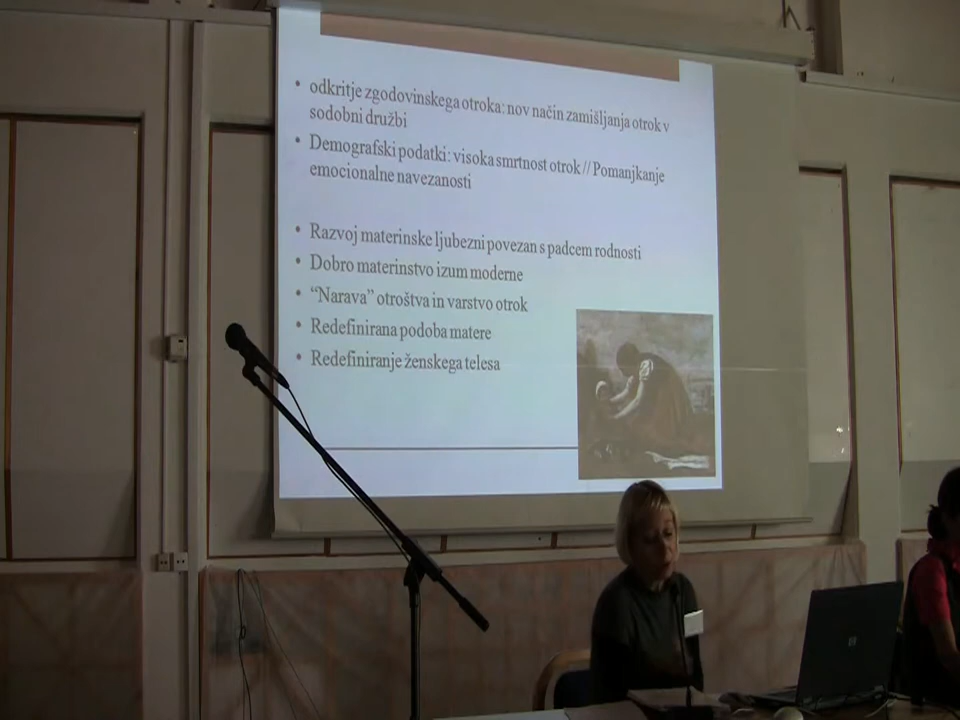 • odkritje zgodovinskega otroka: nov način zamišljanja otrok v
sodobni družbi
• Demografski podatki: visoka smrtnost otrok // Pomanjkanje
emocionalne navezanosti
• Razvoj materinske ljubezni povezan s padcem rodnosti
• Dobro materinstvo izum moderne
• “Narava” otroštva in varstvo otrok
• Redefinirana podoba matere
• Redefiniranje ženskega telesa
hp